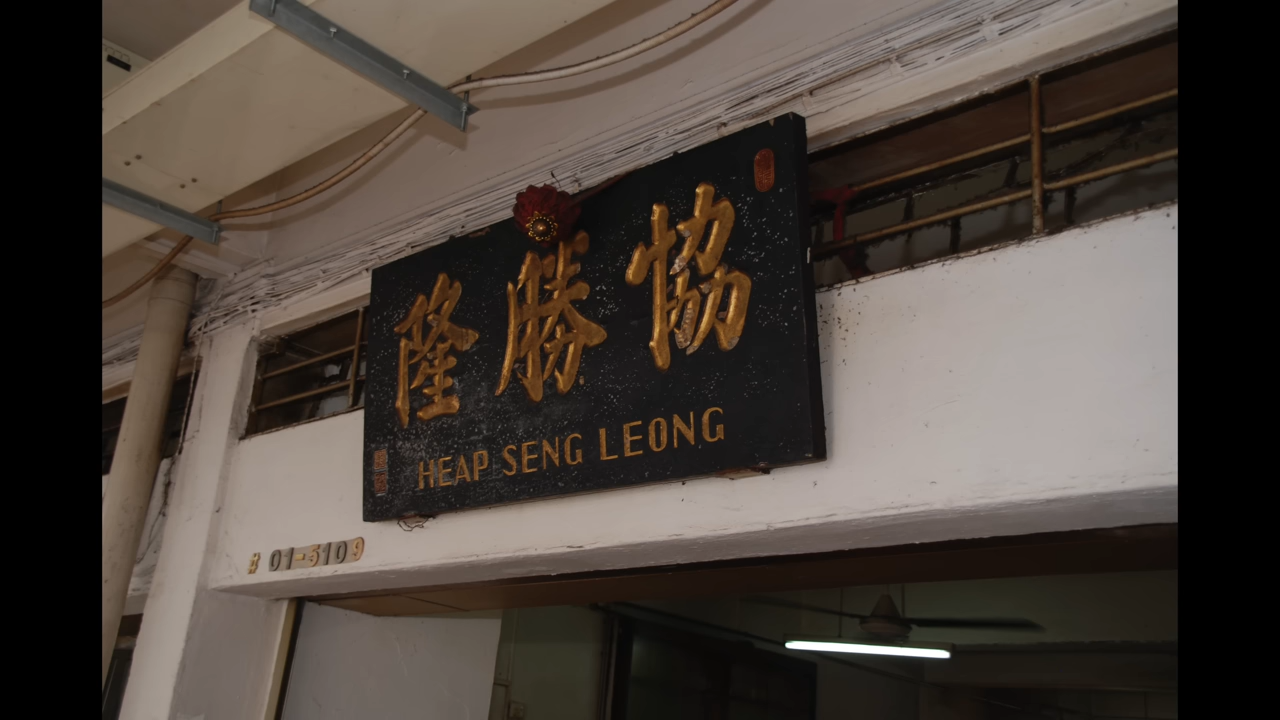 協勝隆
HEAP SENG LEONG
# 01-5109